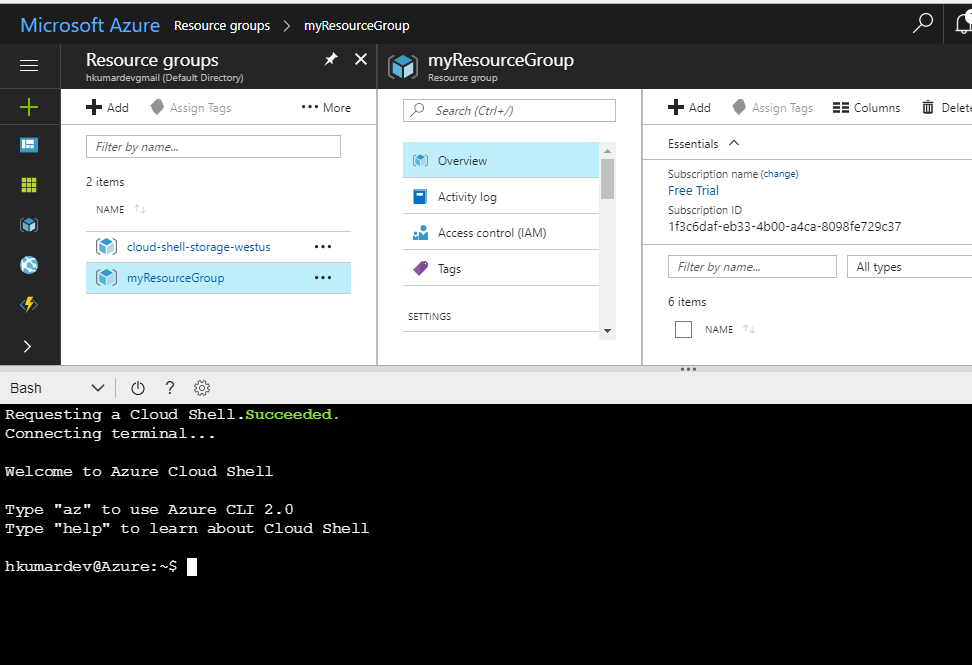 Microsoft Azure Resource groups > myResourceGroup
Resource groups
hkumardevgmail (Default Directory)
Add Assign Tags More
Filter by name...
2 items
NAME
cloud-shell-storage-westus
myResourceGroup
myResourceGroup
Resource group
Search (Ctrl+/)
Overview
Activity log
Access control (IAM)
Tags
SETTINGS
Add Assign Tags Columns Delete
Essentials
Subscription name (change)
Free Trial
Subscription ID
1f3c6daf-eb33-4b00-a4ca-8098fe729c37
Filter by name... All types
6 items
NAME
Bash ?
Requesting a Cloud Shell.Succeeded.
Connecting terminal...
Welcome to Azure Cloud Shell
Type "az" to use Azure CLI 2.0
Type "help" to learn about Cloud Shell
hkumardev@Azure:~$